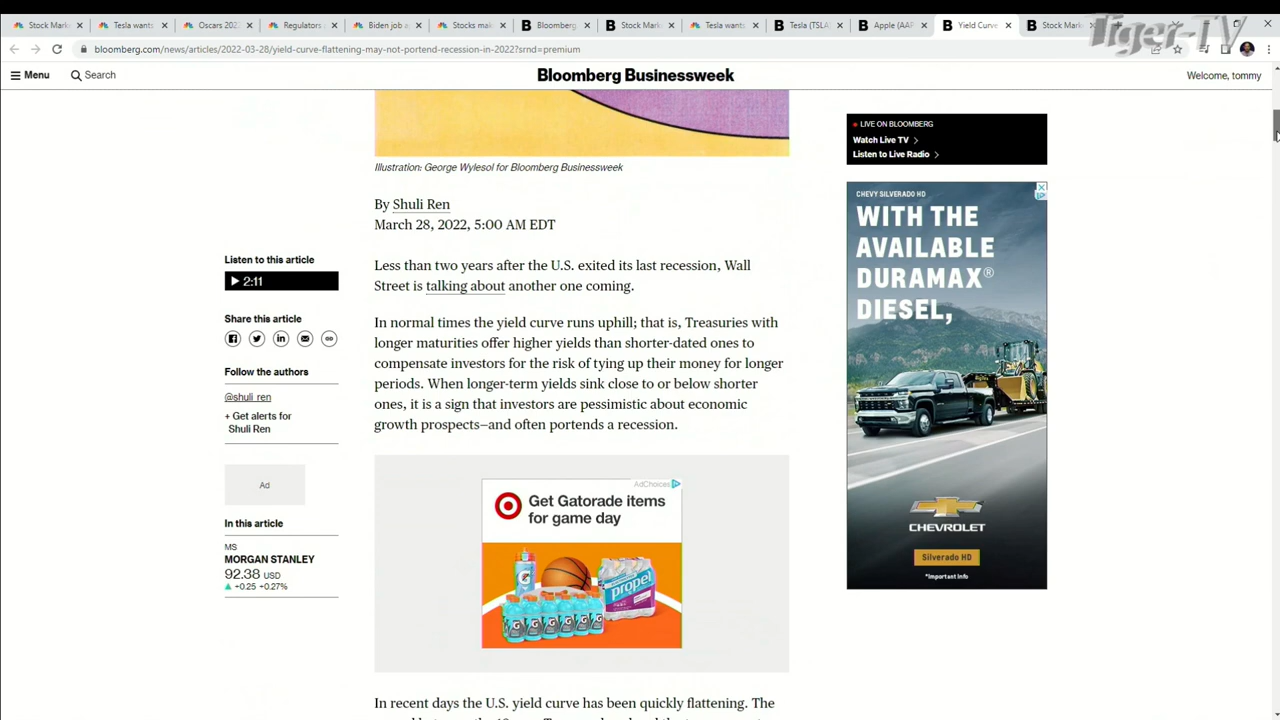 Stock Mark
Tesla wants
Oscars 202
Regulators
Biden job a
Stocks mak
Bloomberg
Stock Mark
Tesla wants
Tesla (TSLA
Apple (AAP
Yield Curv
Stock Mark
Tiger-TV
bloomberg.com/news/articles/2022-03-28/yield-curve-flattening-may-not-portend-recession-in-2022?srnd=premium
Menu
Search
Bloomberg Businessweek
Welcome, tommy
Illustration: George Wylesol for Bloomberg Businessweek
By Shuli Ren
March 28, 2022, 5:00 AM EDT
Listen to this article
2:11
Share this article
Follow the authors
@shuli_ren
+ Get alerts for
Shuli Ren
Ad
In this article
MS
MORGAN STANLEY
92.38 USD
+0.25 +0.27%
Less than two years after the U.S. exited its last recession, Wall
Street is talking about another one coming.
In normal times the yield curve runs uphill; that is, Treasuries with
longer maturities offer higher yields than shorter-dated ones to
compensate investors for the risk of tying up their money for longer
periods. When longer-term yields sink close to or below shorter
ones, it is a sign that investors are pessimistic about economic
growth prospects—and often portends a recession.
AdChoices
Get Gatorade items
for game day
propel
In recent days the U.S. yield curve has been quickly flattening. The
LIVE ON BLOOMBERG
Watch Live TV
Listen to Live Radio
CHEVY SILVERADO HD
WITH THE
AVAILABLE
DURAMAX®
DIESEL,
CHEVROLET
Silverado HD
*Important Info